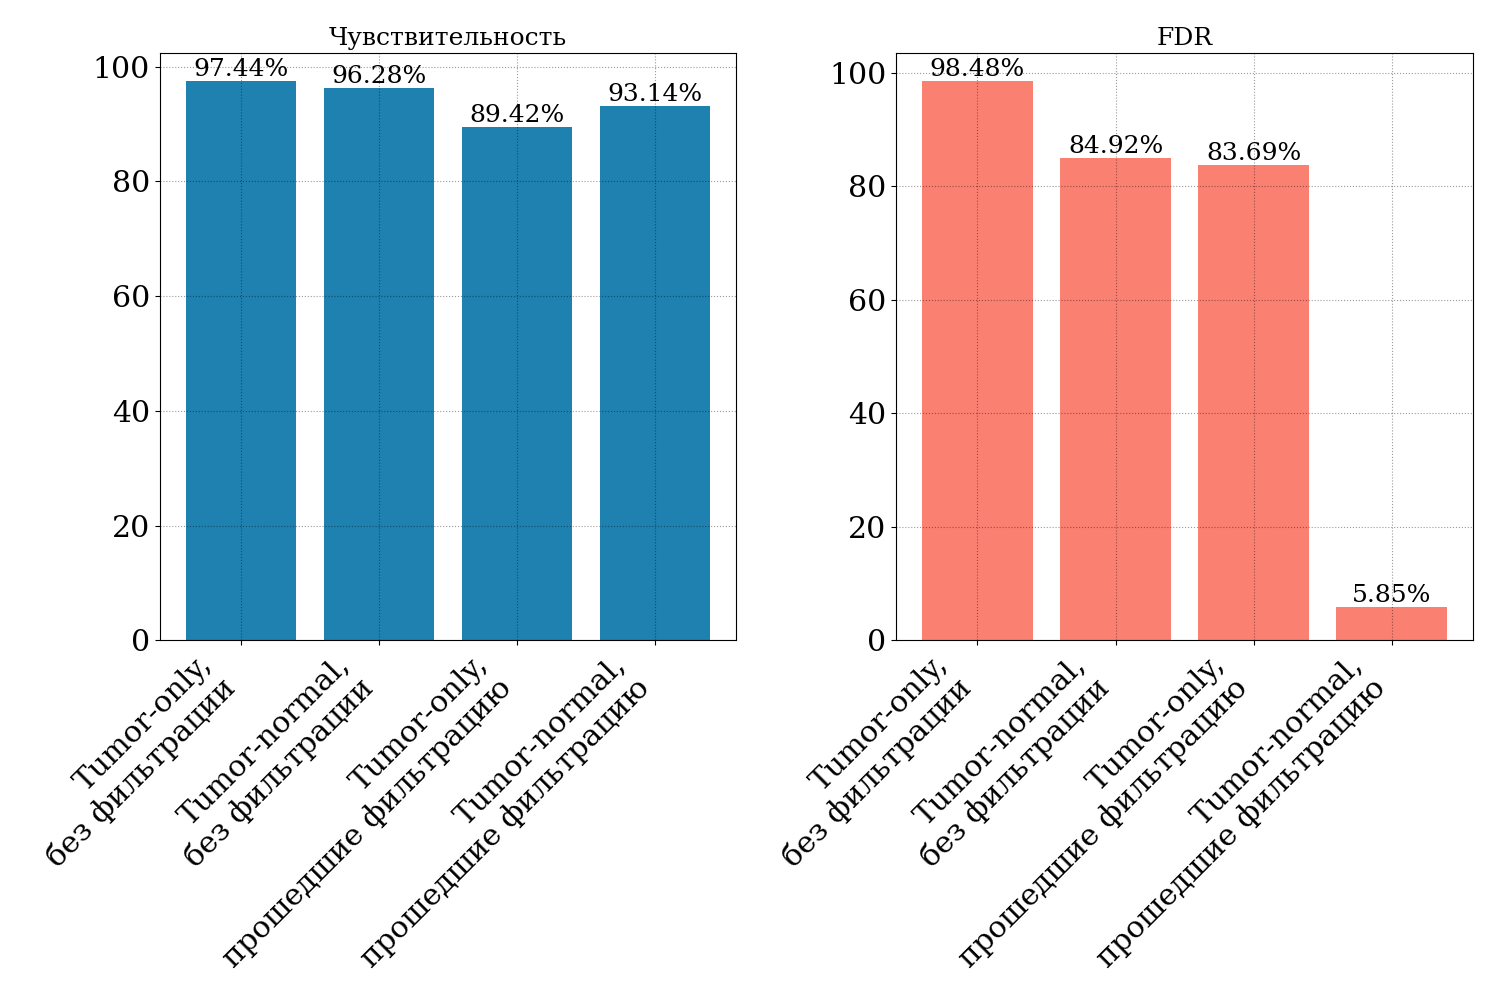 Чувствительность
100
80
60
40
20
0
97.44%
96.28%
89.42%
93.14%
Tumor-only,
без фильтрации
Tumor-normal,
без фильтрации
Tumor-only,
прошедшие фильтрацию
Tumor-normal,
прошедшие фильтрацию
FDR
100
80
60
40
20
0
98.48%
84.92%
83.69%
5.85%
Tumor-only,
без фильтрации
Tumor-normal,
без фильтрации
Tumor-only,
прошедшие фильтрацию
Tumor-normal,
прошедшие фильтрацию